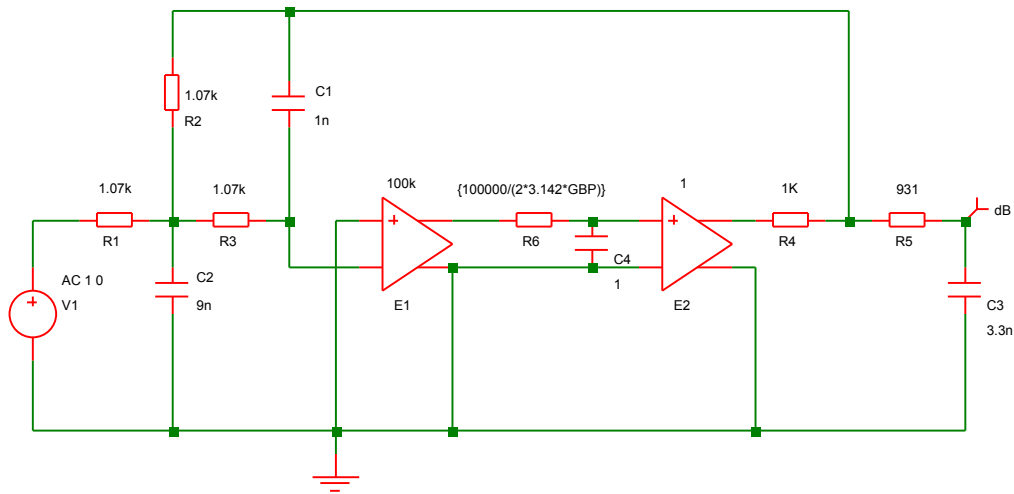 1.07k
R2
C1
1n
1.07k
R1
1.07k
R3
100k
+
E1
{100000/(2*3.142*GBP)}
R6
C4
1
1
+
E2
1K
R4
931
R5
dB
AC 1 0
V1
+
C2
9n
C3
3.3n